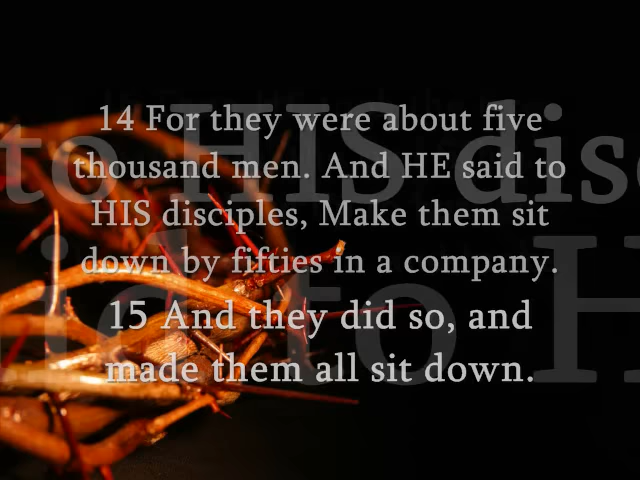 14 For they were about five
thousand men. And HE said to
HIS disciples, Make them sit
down by fifties in a company.
15 And they did so, and
made them all sit down.